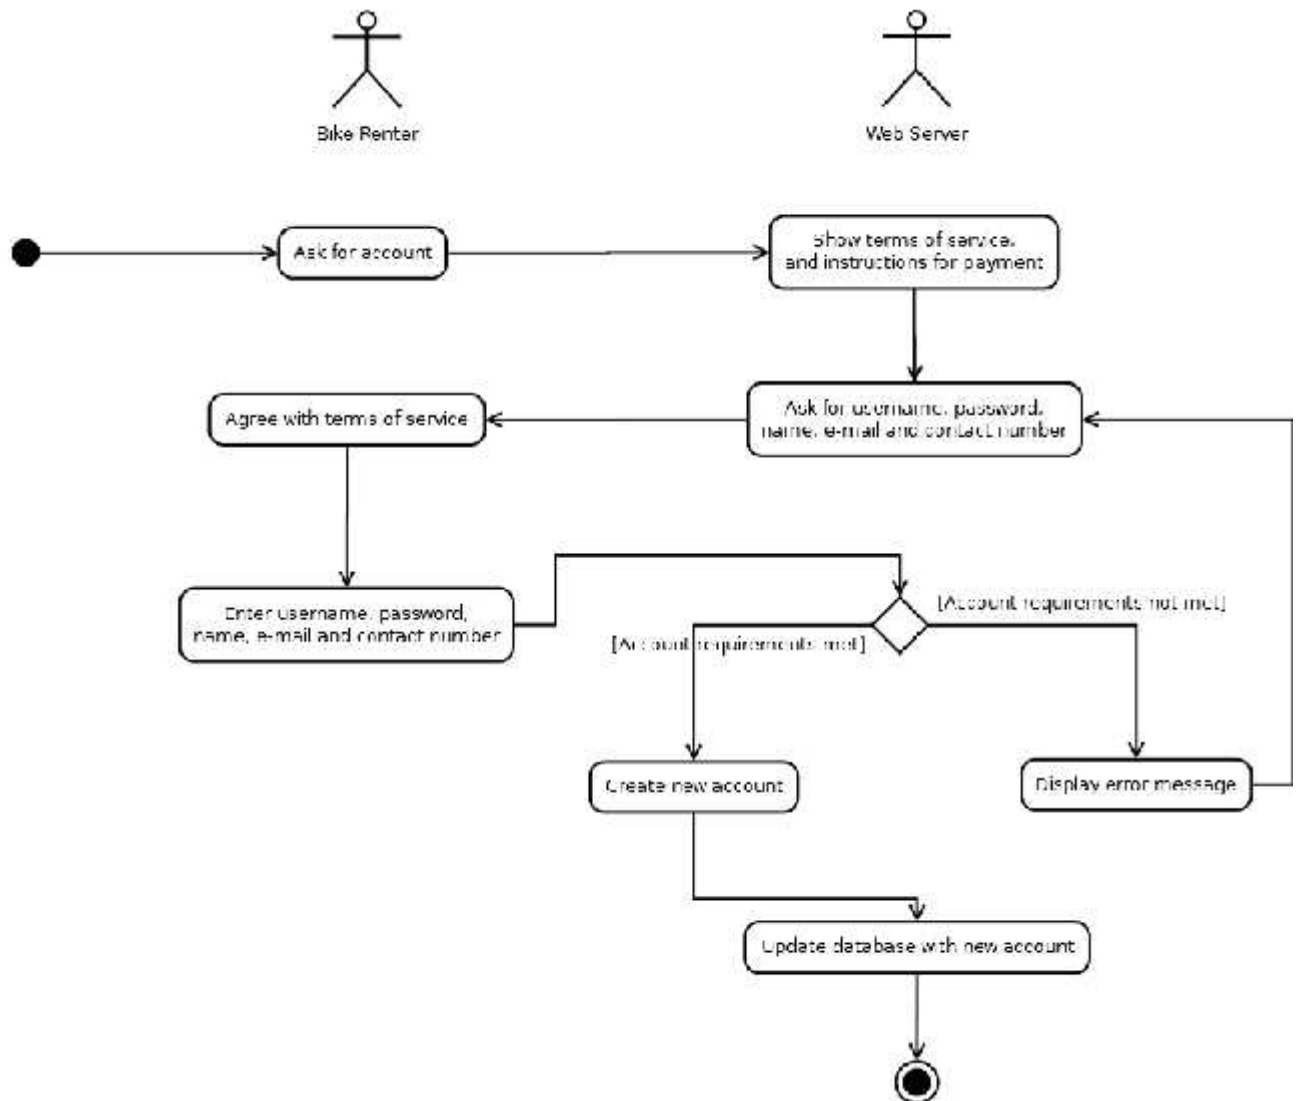 Bike Renter
Web Server
Ask for account
Show terms of service,
and instructions for payment
Agree with terms of service
Ask for username, password,
name, e-mail and contact number
Enter username, password,
name, e-mail and contact number
[Account requirements not met]
[Account requirements met]
Create new account
Display error message
Update database with new account